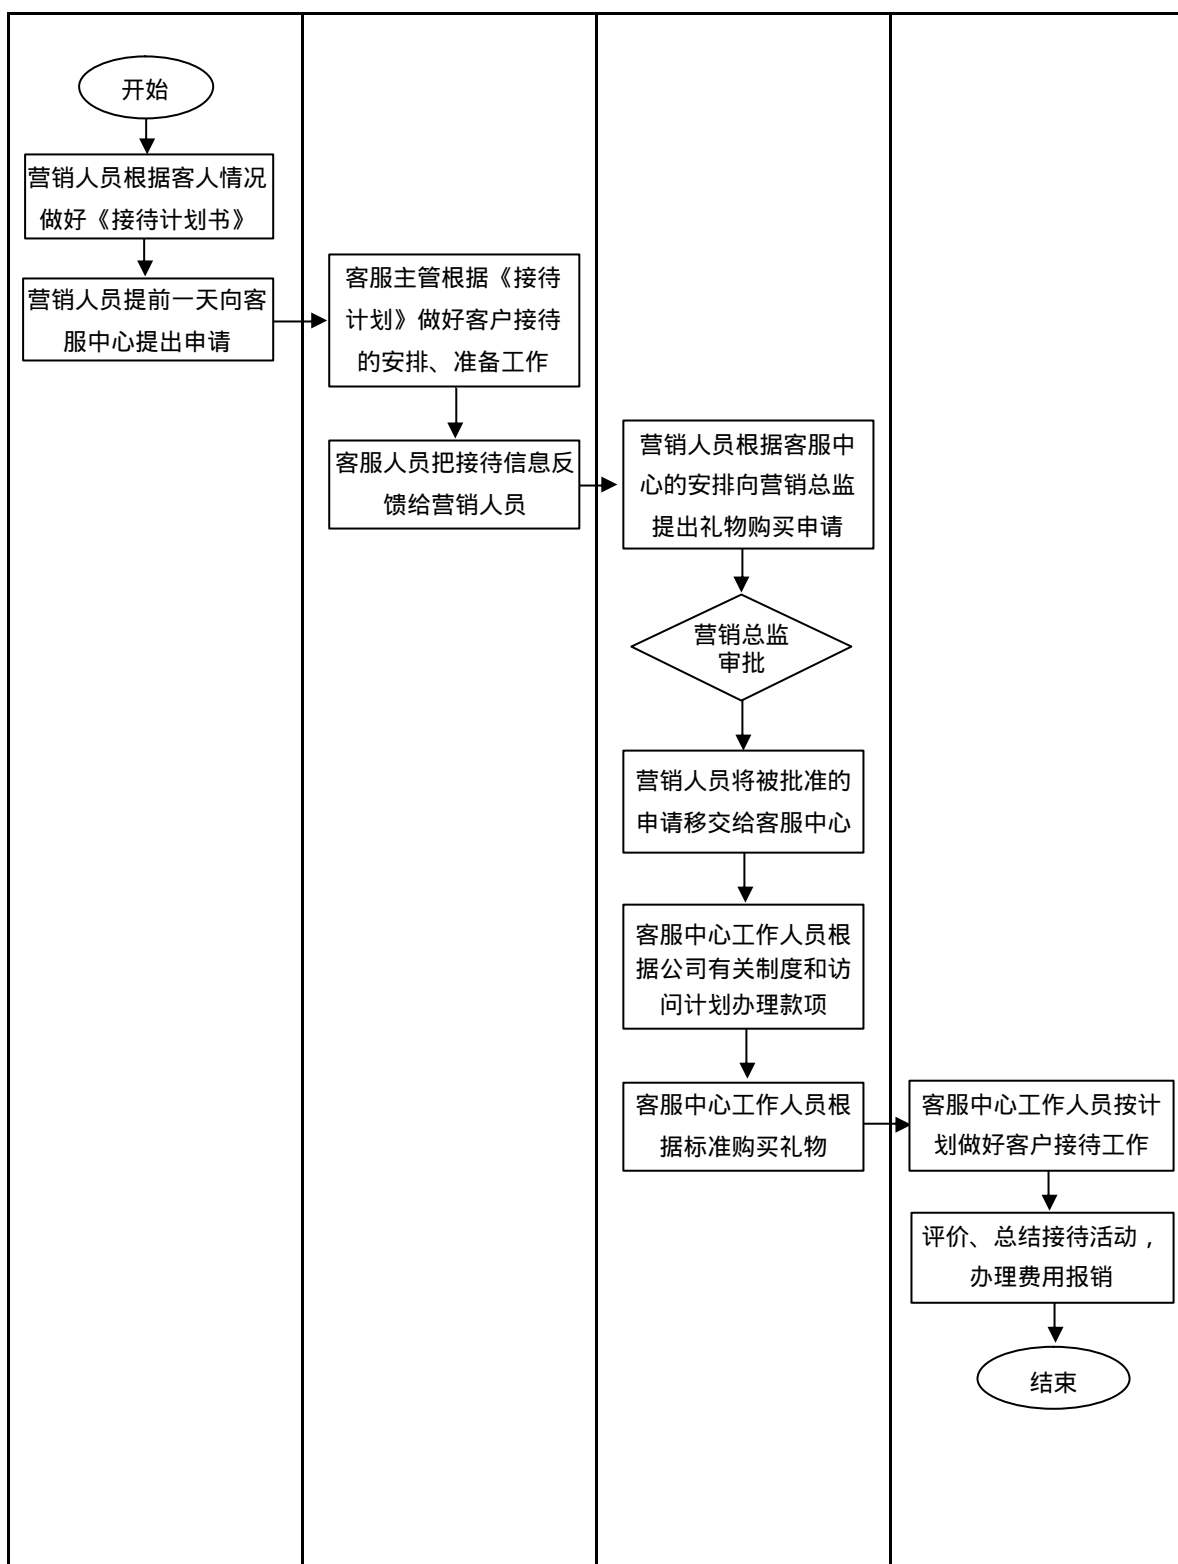 开始
营销人员根据客人情况
做好《接待计划书》
营销人员提前一天向客
服中心提出申请
客服主管根据《接待
计划》做好客户接待
的安排、准备工作
客服人员把接待信息反
馈给营销人员
营销人员根据客服中
心的安排向营销总监
提出礼物购买申请
营销总监
审批
营销人员将被批准的
申请移交给客服中心
客服中心工作人员根
据公司有关制度和访
问计划办理款项
客服中心工作人员根
据标准购买礼物
客服中心工作人员按计
划做好客户接待工作
评价、总结接待活动，
办理费用报销
结束